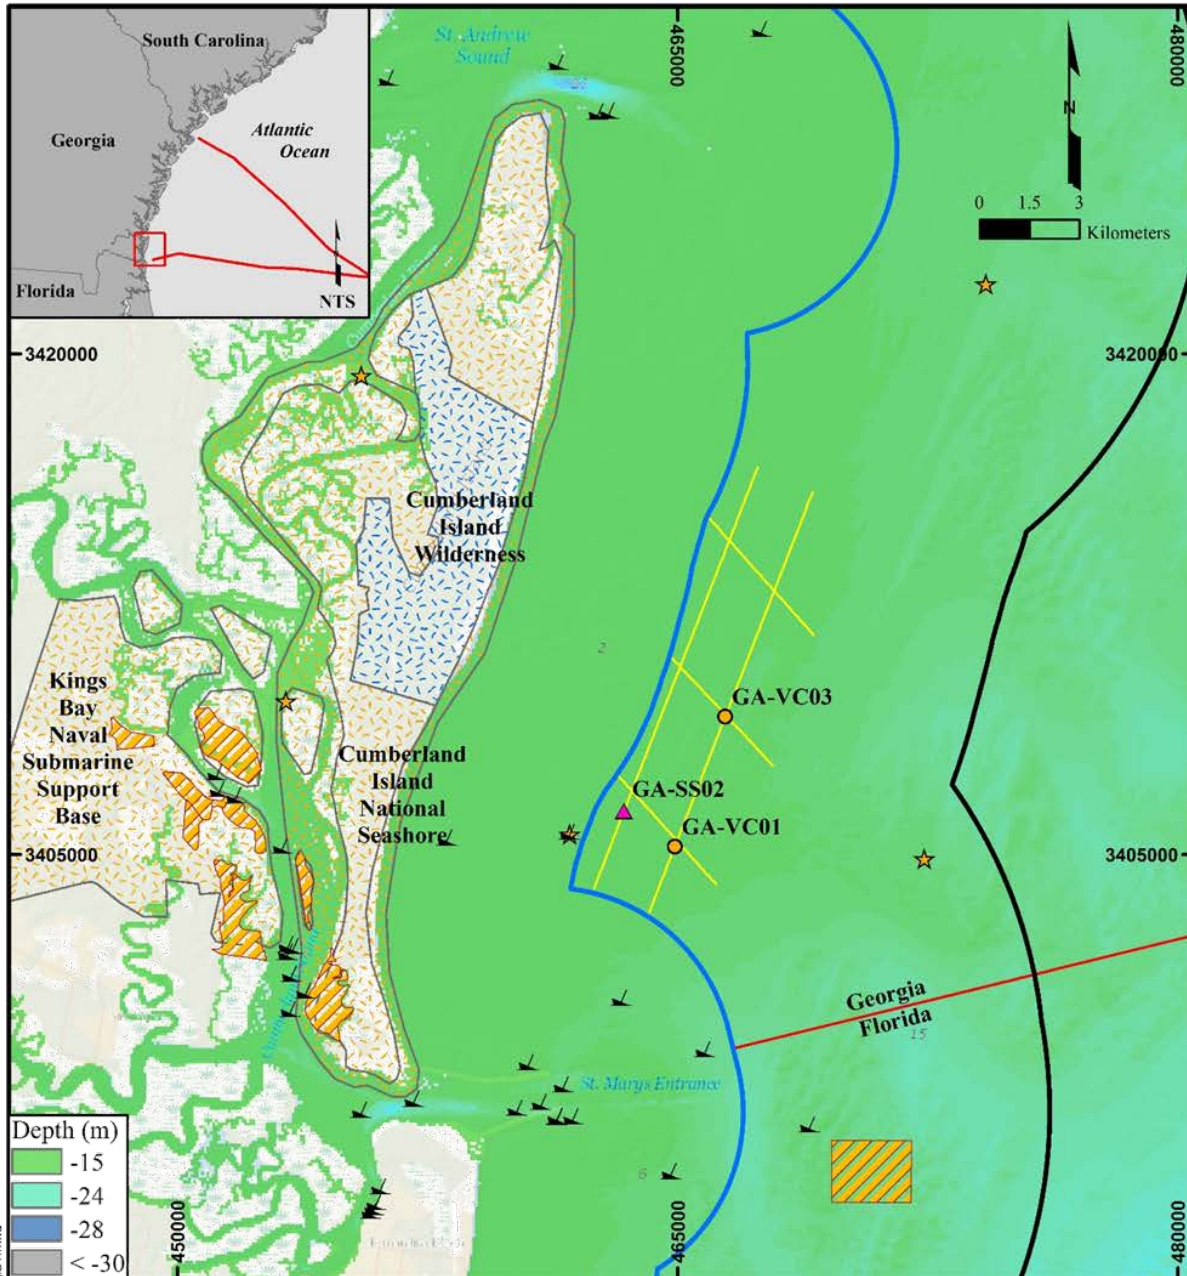 South Carolina
Georgia
Atlantic
Ocean
Florida
NTS
St. Andrew
Sound
465000
480000
N
0 1.5 3
Kilometers
3420000
3420000
Cumberland
Island
Wilderness
2
Kings
Bay
Naval
Submarine
Support
Base
GA-VC03
Cumberland
Island
National
Seashore
GA-SS02
GA-VC01
3405000
3405000
Georgia
Florida
15
St. Marys Entrance
6
Depth (m)
-15
-24
-28
< -30
450000
465000
480000